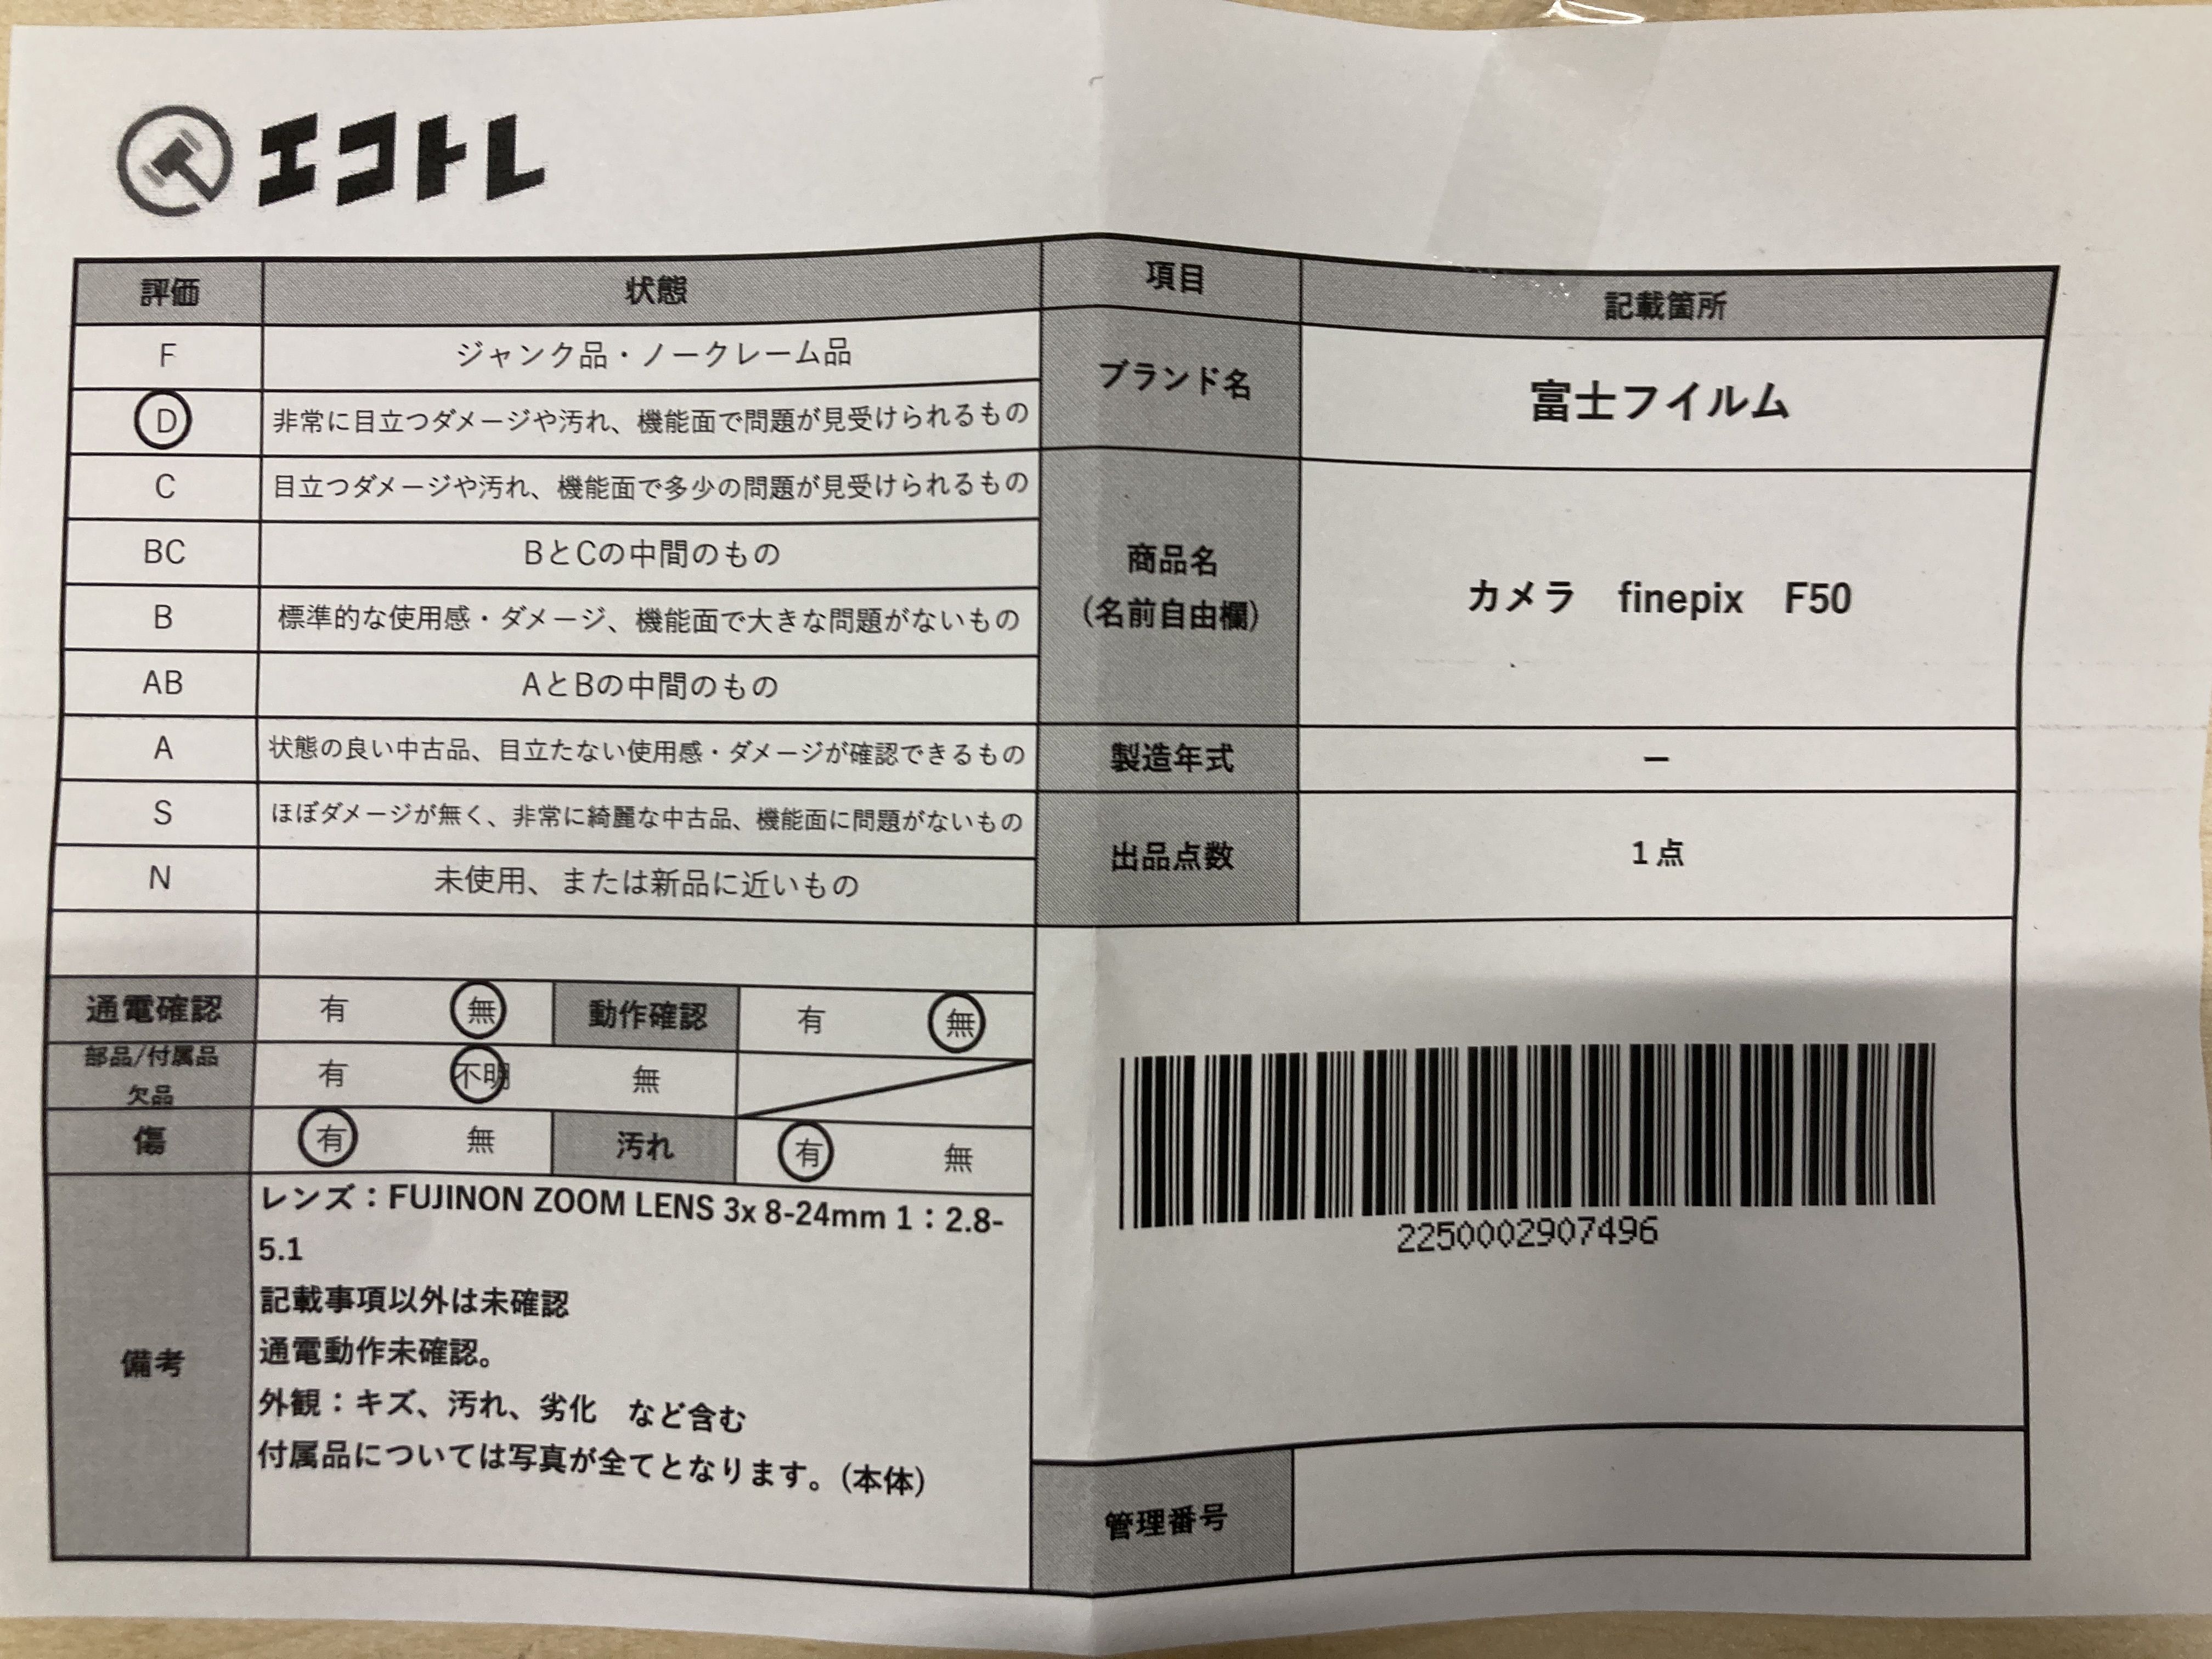 エコトレ
評価 状態 項目 記載箇所
F ジャンク品・ノークレーム品
D 非常に目立つダメージや汚れ、機能面で問題が見受けられるもの
C 目立つダメージや汚れ、機能面で多少の問題が見受けられるもの
BC BとCの中間のもの
B 標準的な使用感・ダメージ、機能面で大きな問題がないもの
AB AとBの中間のもの
A 状態の良い中古品、目立たない使用感・ダメージが確認できるもの
S ほぼダメージが無く、非常に綺麗な中古品、機能面に問題がないもの
N 未使用、または新品に近いもの
ブランド名 富士フイルム
商品名
(名前自由欄)
カメラ finepix F50
製造年式 ー
出品点数 1点
通電確認 有 無 動作確認 有 無
部品/付属品
欠品
有 不明 無
傷 有 無 汚れ 有 無
備考
レンズ：FUJINON ZOOM LENS 3x 8-24mm 1：2.8-
5.1
記載事項以外は未確認
通電動作未確認。
外観：キズ、汚れ、劣化 など含む
付属品については写真が全てとなります。(本体)
2250002907496
管理番号